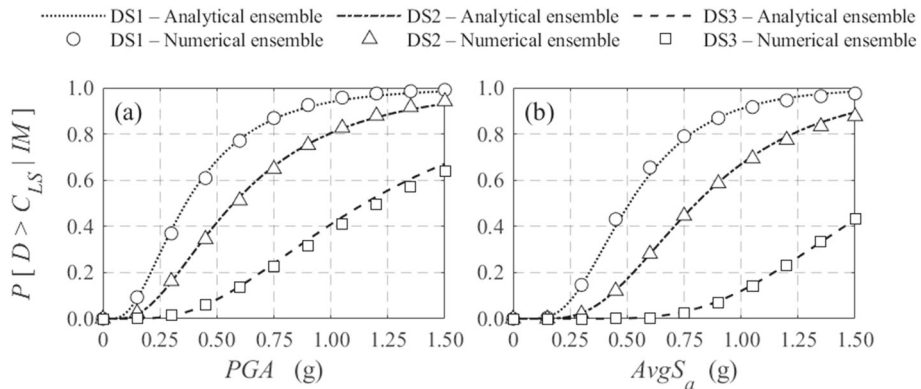 DS1 – Analytical ensemble DS2 – Analytical ensemble DS3 – Analytical ensemble
DS1 – Numerical ensemble DS2 – Numerical ensemble DS3 – Numerical ensemble
P [ D > C_LS | IM ]
1.0
0.8
0.6
0.4
0.2
0.0
(a)
0 0.25 0.50 0.75 1.00 1.25 1.50
PGA (g)
1.0
0.8
0.6
0.4
0.2
0.0
(b)
0 0.25 0.50 0.75 1.00 1.25 1.50
AvgS_a (g)